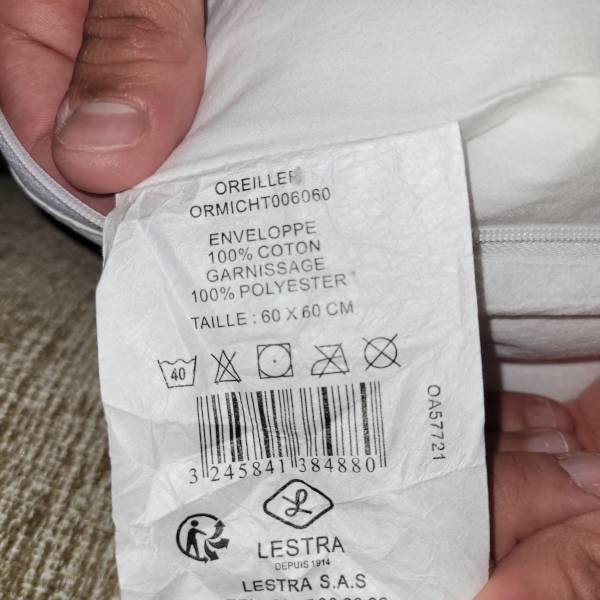 OREILLER
ORMICHT006060
ENVELOPPE
100% COTON
GARNISSAGE
100% POLYESTER
TAILLE : 60 X 60 CM
40
OA57721
3 245841 384880
LESTRA
DEPUIS 1914
LESTRA S.A.S